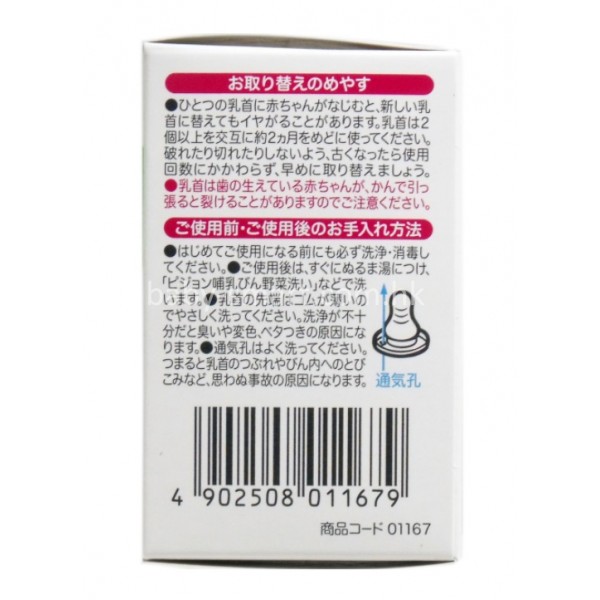 お取り替えのめやす
●ひとつの乳首に赤ちゃんがなじむと、新しい乳
首に替えてもイヤがることがあります。乳首は2
個以上を交互に約2ヵ月をめどに使ってください。
破れたり切れたりしないよう、古くなったら使用
回数にかかわらず、早めに取り替えましょう。
●乳首は歯の生えている赤ちゃんが、かんで引っ
張ると裂けることがありますのでご注意ください。
ご使用前・ご使用後のお手入れ方法
●はじめてご使用になる前にも必ず洗浄・消毒
してください。●ご使用後は、すぐにぬるま湯につけ、
「ピジョン哺乳びん野菜洗い」などで洗
います。●乳首の先端はゴムが薄いの
でやさしく洗ってください。洗浄が不十
分だと臭いや変色、ベタつきの原因にな
ります。●通気孔はよく洗ってください。
つまると乳首のつぶれやびん内へのとび
こみなど、思わぬ事故の原因になります。
通気孔
4 902508 011679
商品コード 01167